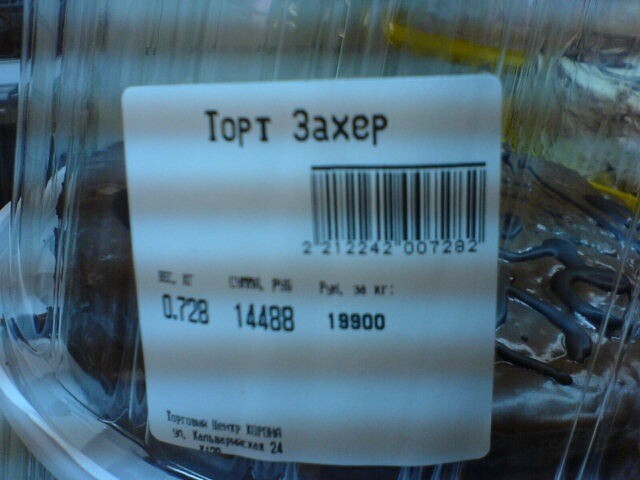 Торт Захер
2 212242 007282
ВЕС, КГ СУММА, РУБ Руб. за кг:
0.728 14488 19900
Торговый Центр КОРОНА
ул. Кальварийская 24